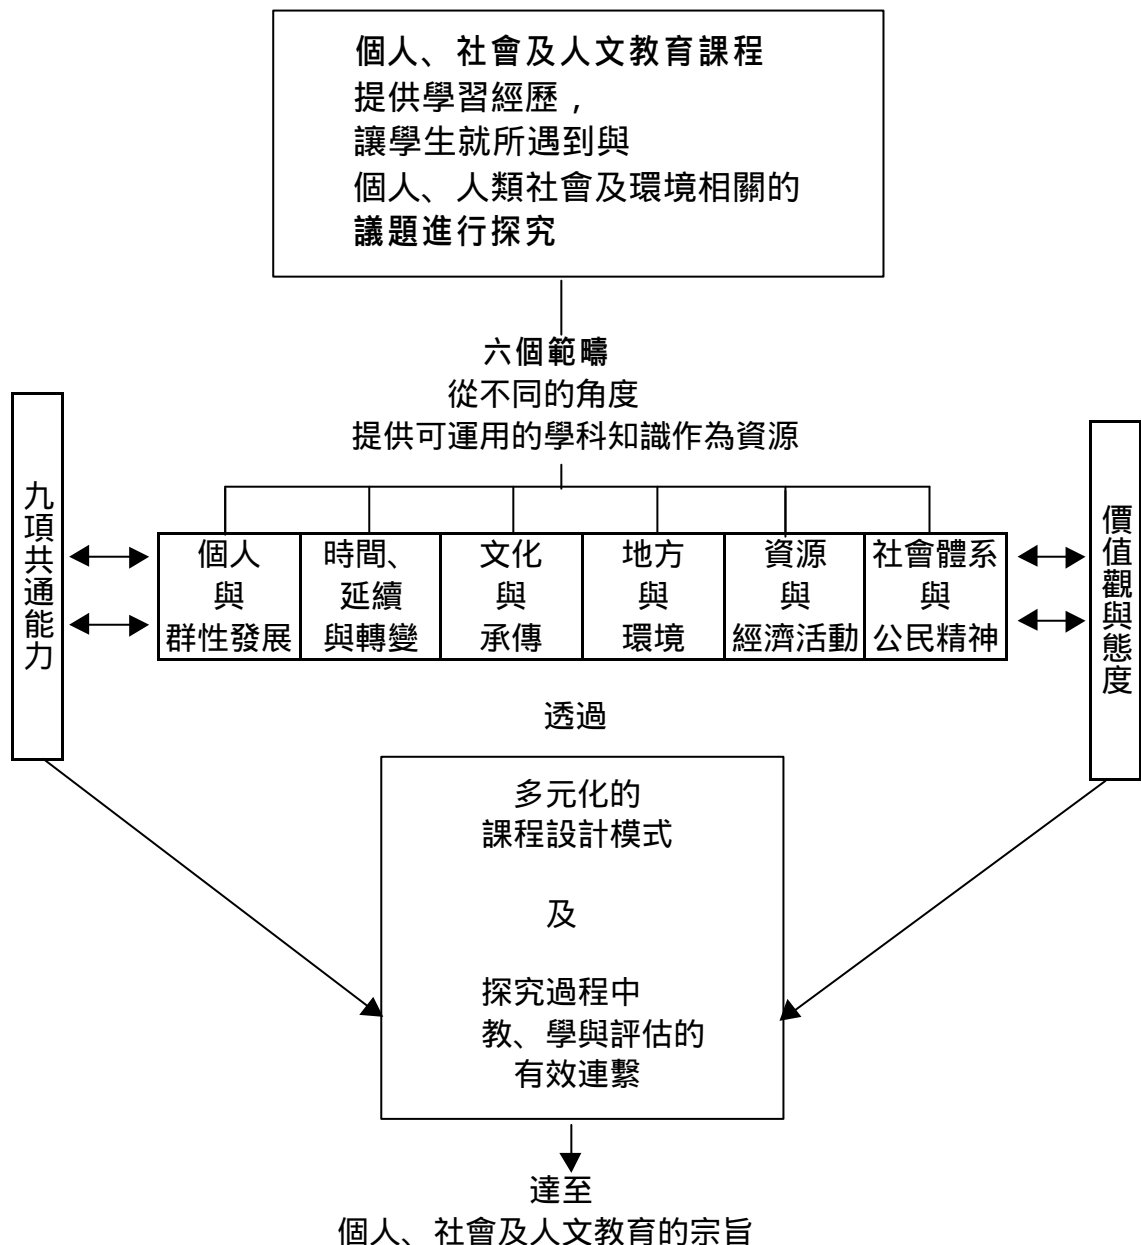 個人、社會及人文教育課程
提供學習經歷，
讓學生就所遇到與
個人、人類社會及環境相關的
議題進行探究
六個範疇
從不同的角度
提供可運用的學科知識作為資源
九項共通能力
個人
與
群性發展
時間、
延續
與轉變
文化
與
承傳
地方
與
環境
資源
與
經濟活動
社會體系
與
公民精神
價值觀與態度
透過
多元化的
課程設計模式
及
探究過程中
教、學與評估的
有效連繫
達至
個人、社會及人文教育的宗旨